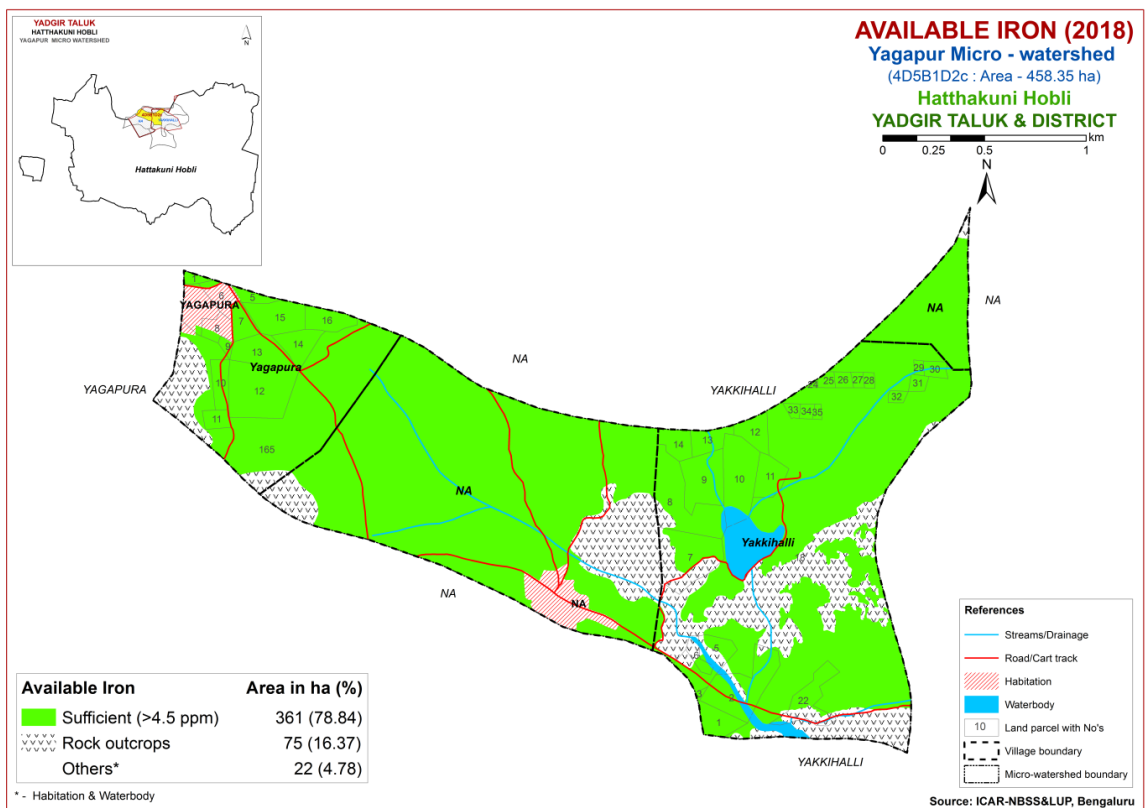 YADGIR TALUK
HATTHAKUNI HOBLI
YAGAPUR MICRO WATERSHED
N
Hattakuni Hobli
AVAILABLE IRON (2018)
Yagapur Micro - watershed
(4D5B1D2c : Area - 458.35 ha)
Hatthakuni Hobli
YADGIR TALUK & DISTRICT
km
0 0.25 0.5 1
N
NA
NA
1
6
5
YAGAPURA
15
16
8
7
9
13
14
Yagapura
NA
YAGAPURA
10
12
11
165
YAKKIHALLI
24 25 26 27 28
29 30
31
32
33 34 35
14 13 12
NA
9 10 11
8
Yakkihalli
7
18
NA
NA
5
6
3
2
22
1
YAKKIHALLI
Available Iron Area in ha (%)
Sufficient (>4.5 ppm) 361 (78.84)
Rock outcrops 75 (16.37)
Others* 22 (4.78)
* - Habitation & Waterbody
References
Streams/Drainage
Road/Cart track
Habitation
Waterbody
10 Land parcel with No's
Village boundary
Micro-watershed boundary
Source: ICAR-NBSS&LUP, Bengaluru